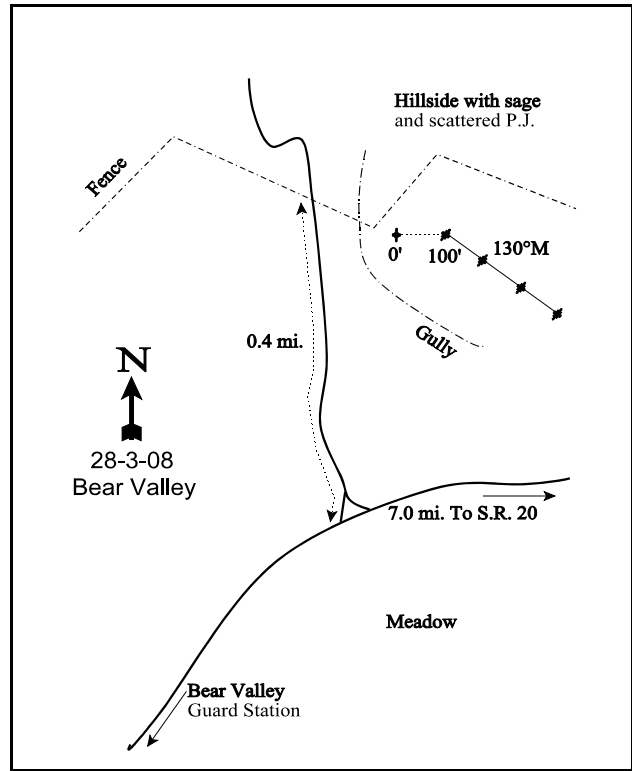 Hillside with sage
and scattered P.J.
Fence
0'
100'
130°M
Gully
0.4 mi.
N
28-3-08
Bear Valley
7.0 mi. To S.R. 20
Meadow
Bear Valley
Guard Station